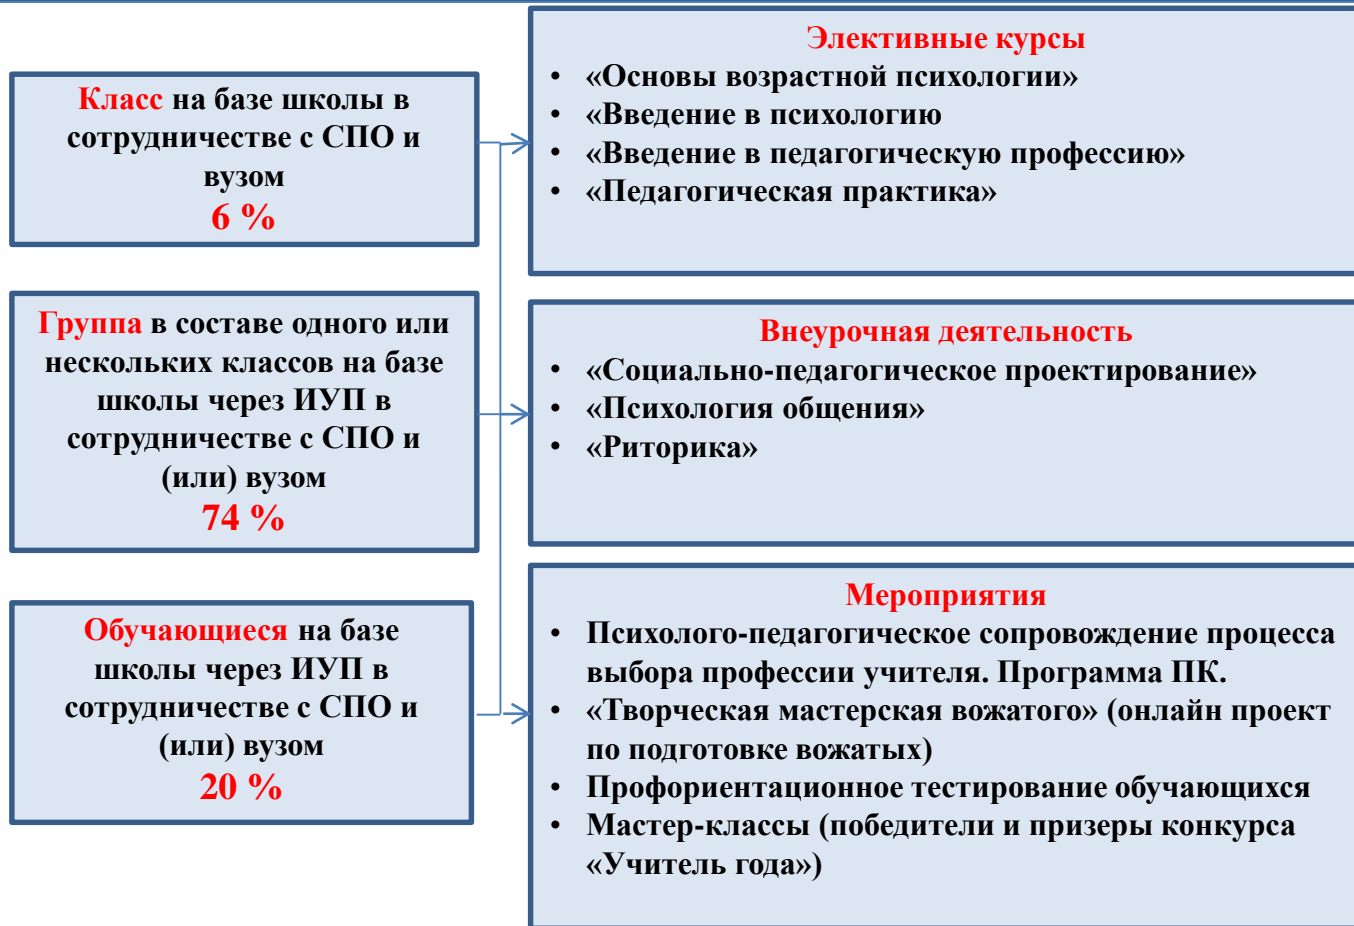 Класс на базе школы в
сотрудничестве с СПО и
вузом
6 %
Группа в составе одного или
нескольких классов на базе
школы через ИУП в
сотрудничестве с СПО и
(или) вузом
74 %
Обучающиеся на базе
школы через ИУП в
сотрудничестве с СПО и
(или) вузом
20 %
Элективные курсы
• «Основы возрастной психологии»
• «Введение в психологию
• «Введение в педагогическую профессию»
• «Педагогическая практика»
Внеурочная деятельность
• «Социально-педагогическое проектирование»
• «Психология общения»
• «Риторика»
Мероприятия
• Психолого-педагогическое сопровождение процесса
выбора профессии учителя. Программа ПК.
• «Творческая мастерская вожатого» (онлайн проект
по подготовке вожатых)
• Профориентационное тестирование обучающихся
• Мастер-классы (победители и призеры конкурса
«Учитель года»)